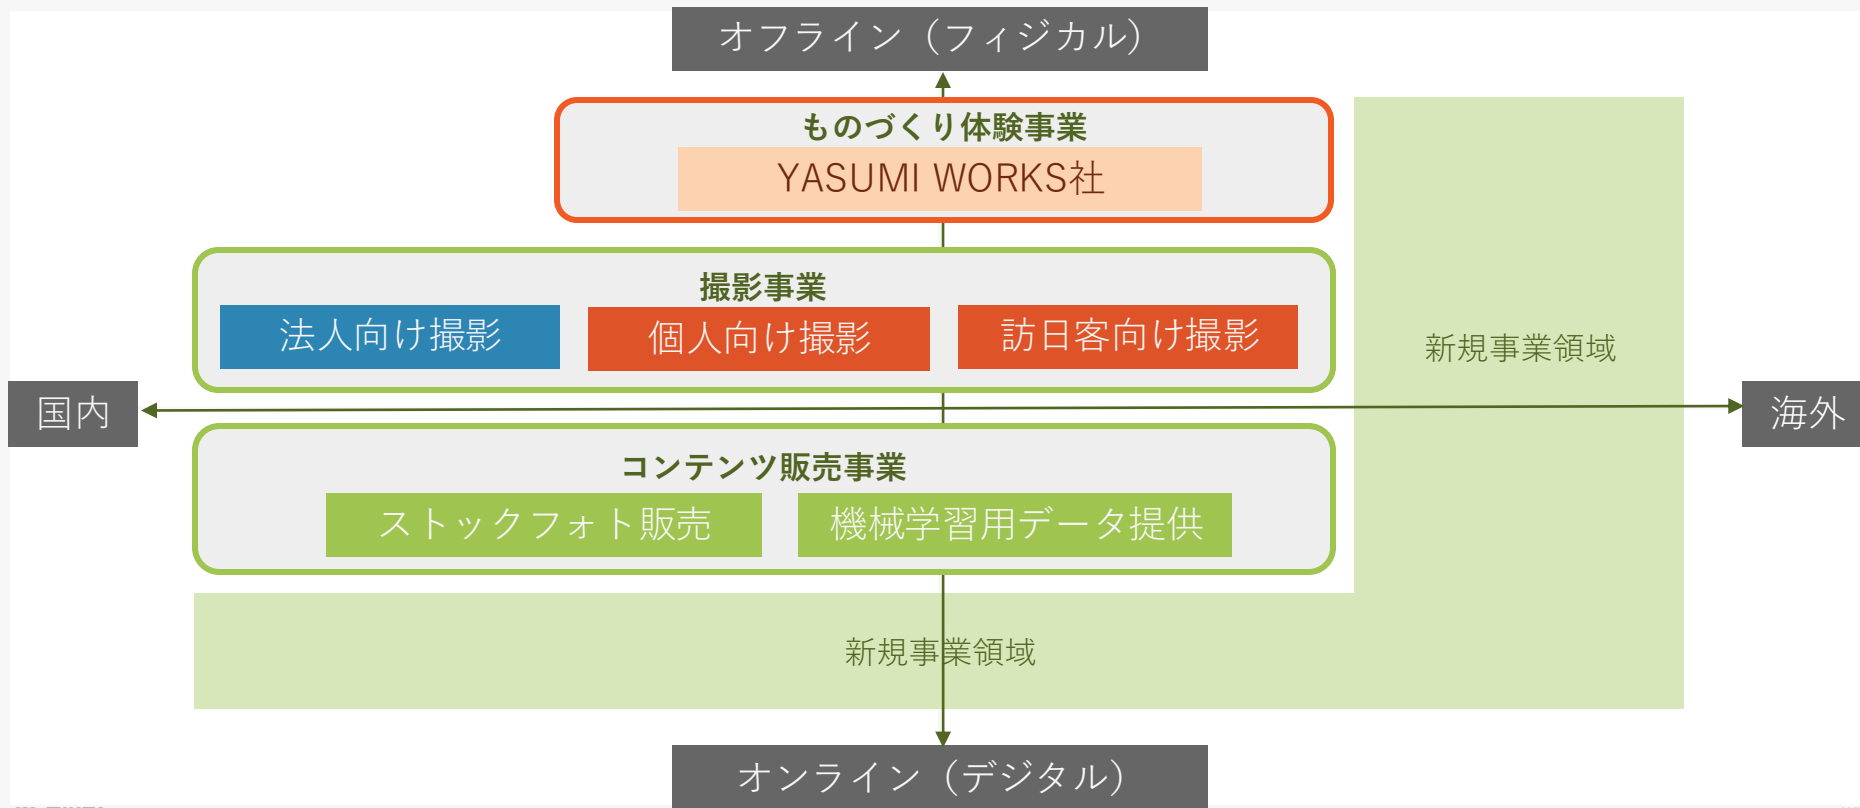 オフライン（フィジカル）
ものづくり体験事業
YASUMI WORKS社
撮影事業
法人向け撮影
個人向け撮影
訪日客向け撮影
新規事業領域
国内
海外
コンテンツ販売事業
ストックフォト販売
機械学習用データ提供
新規事業領域
オンライン（デジタル）